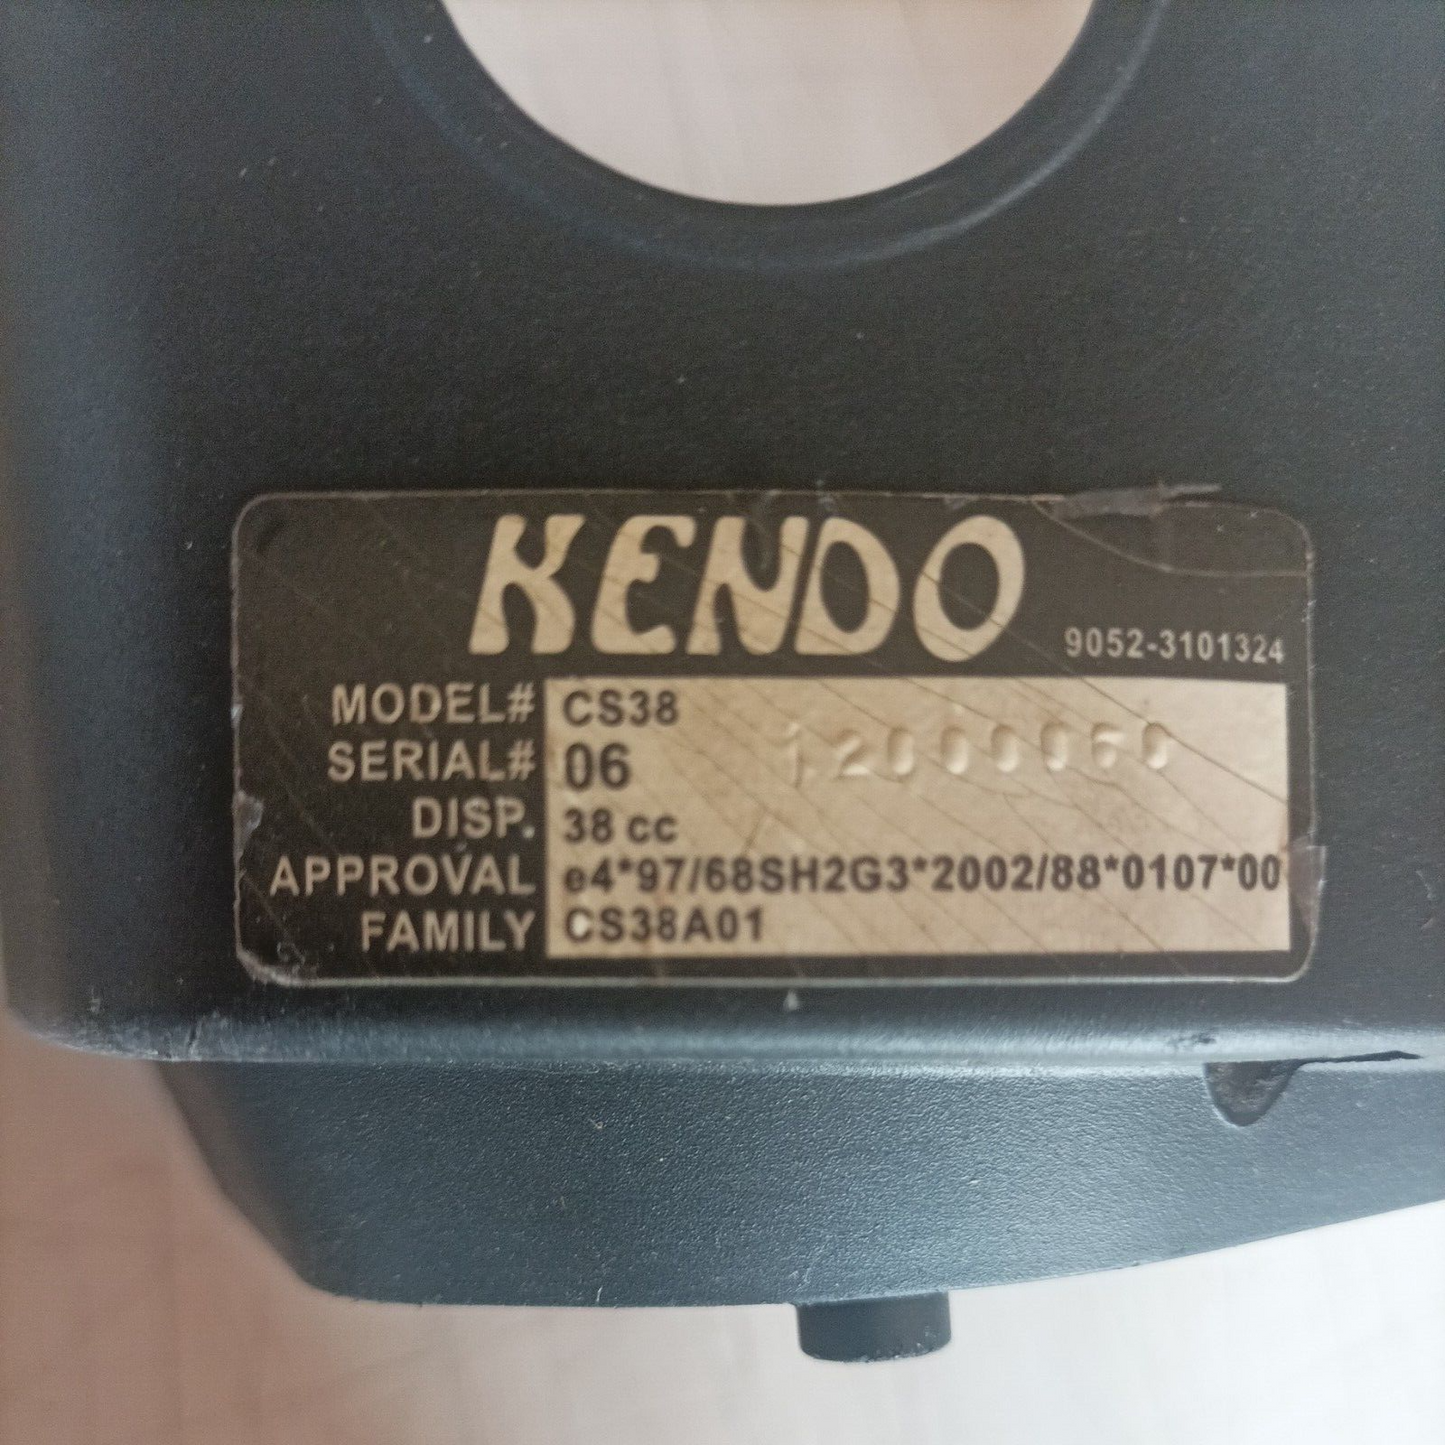 KENDO
9052-3101324
MODEL# CS38
SERIAL# 06 12000060
DISP. 38 cc
APPROVAL e4*97/68SH2G3*2002/88*0107*00
FAMILY CS38A01